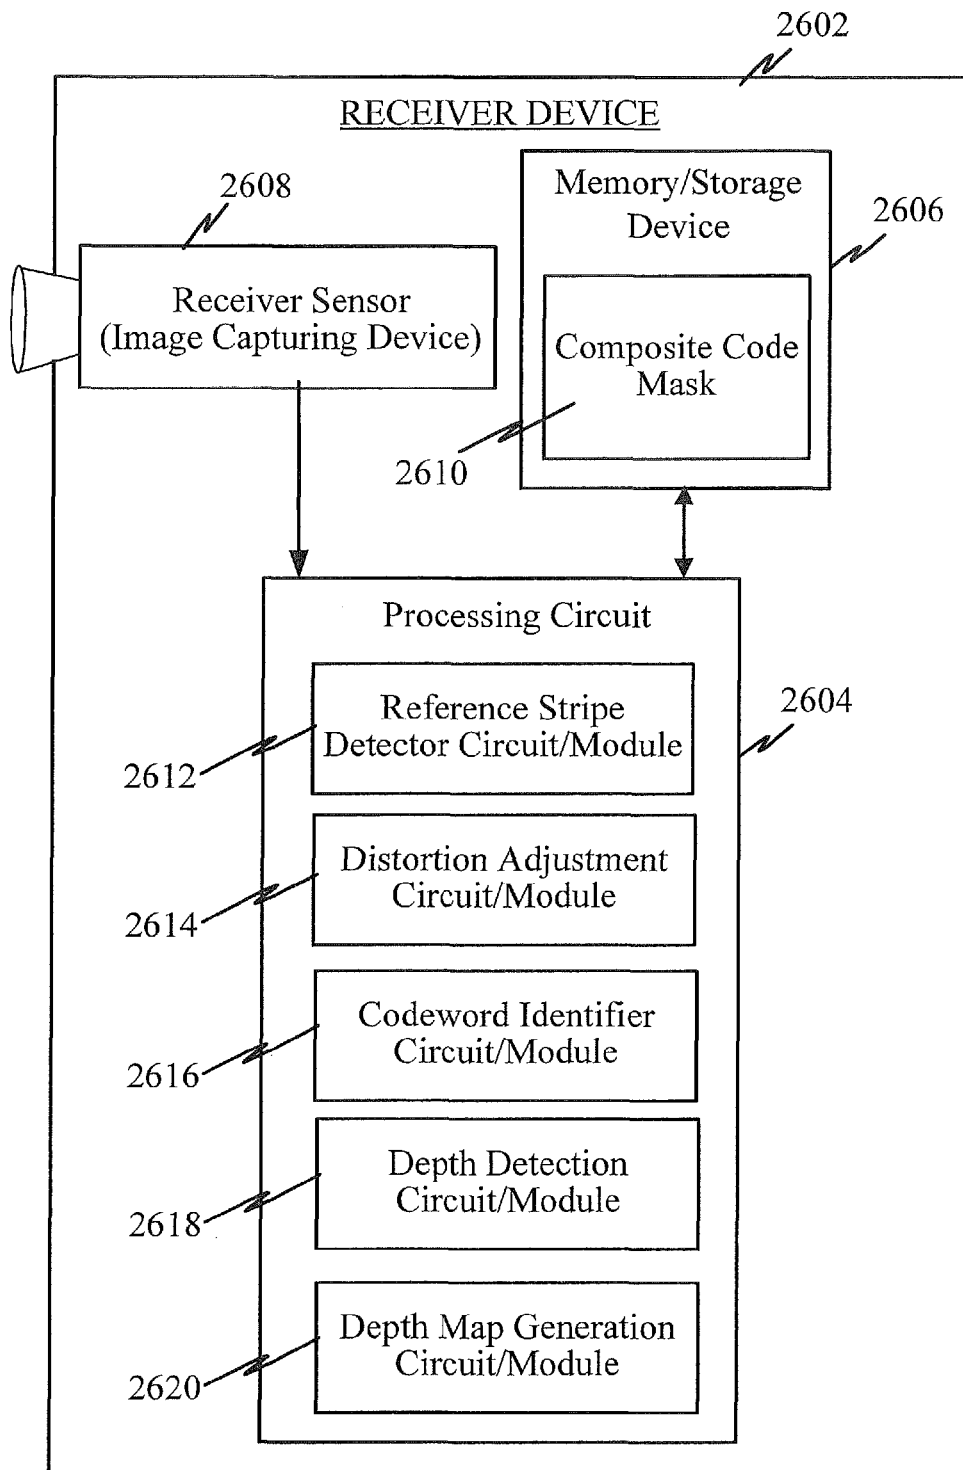 2602
RECEIVER DEVICE
2608
Receiver Sensor
(Image Capturing Device)
Memory/Storage
Device
2606
Composite Code
Mask
2610
Processing Circuit
2604
Reference Stripe
Detector Circuit/Module
2612
Distortion Adjustment
Circuit/Module
2614
Codeword Identifier
Circuit/Module
2616
Depth Detection
Circuit/Module
2618
Depth Map Generation
Circuit/Module
2620